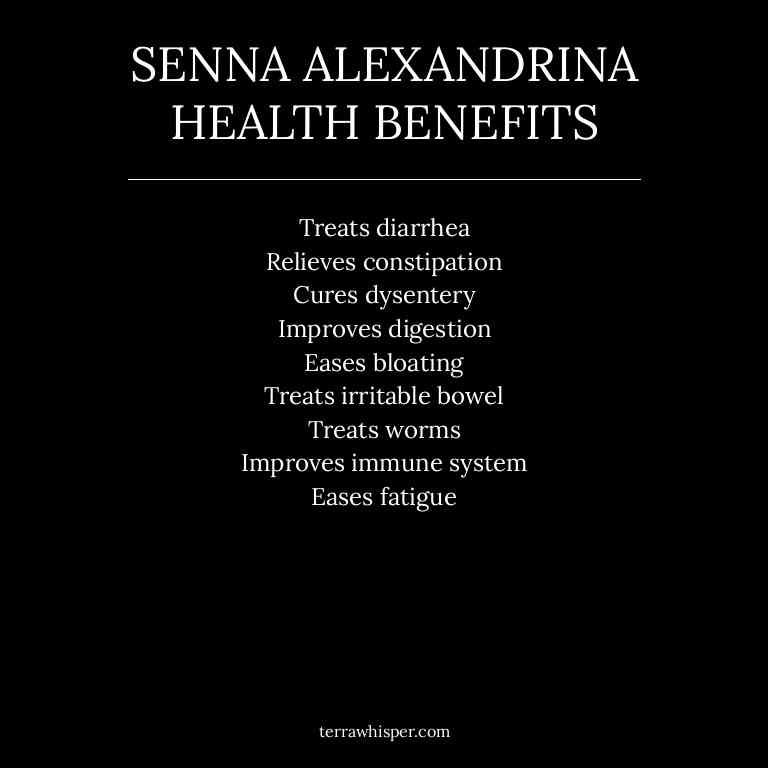 SENNA ALEXANDRINA
HEALTH BENEFITS
Treats diarrhea
Relieves constipation
Cures dysentery
Improves digestion
Eases bloating
Treats irritable bowel
Treats worms
Improves immune system
Eases fatigue
terrawhisper.com